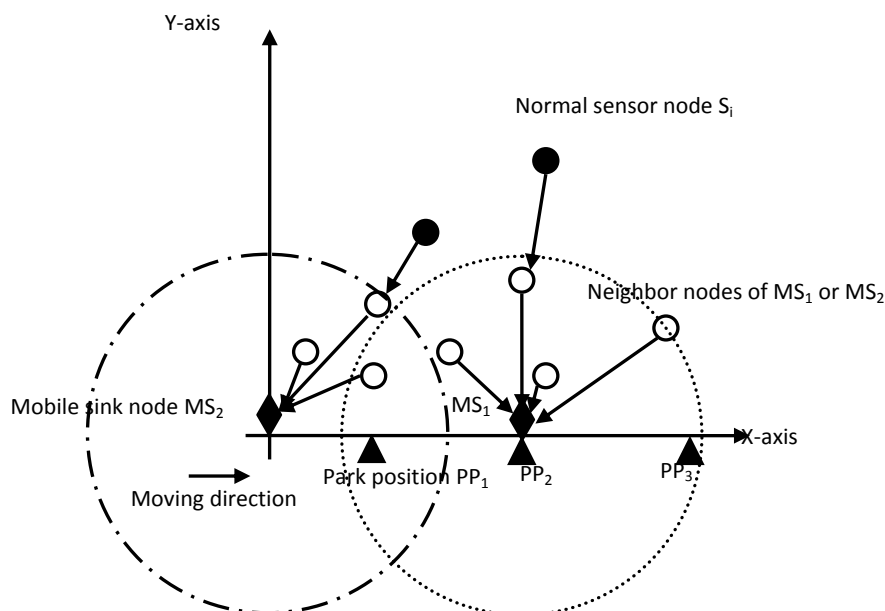 Y-axis
Normal sensor node Si
Neighbor nodes of MS1 or MS2
Mobile sink node MS2
MS1
X-axis
Park position PP1
PP2
PP3
Moving direction